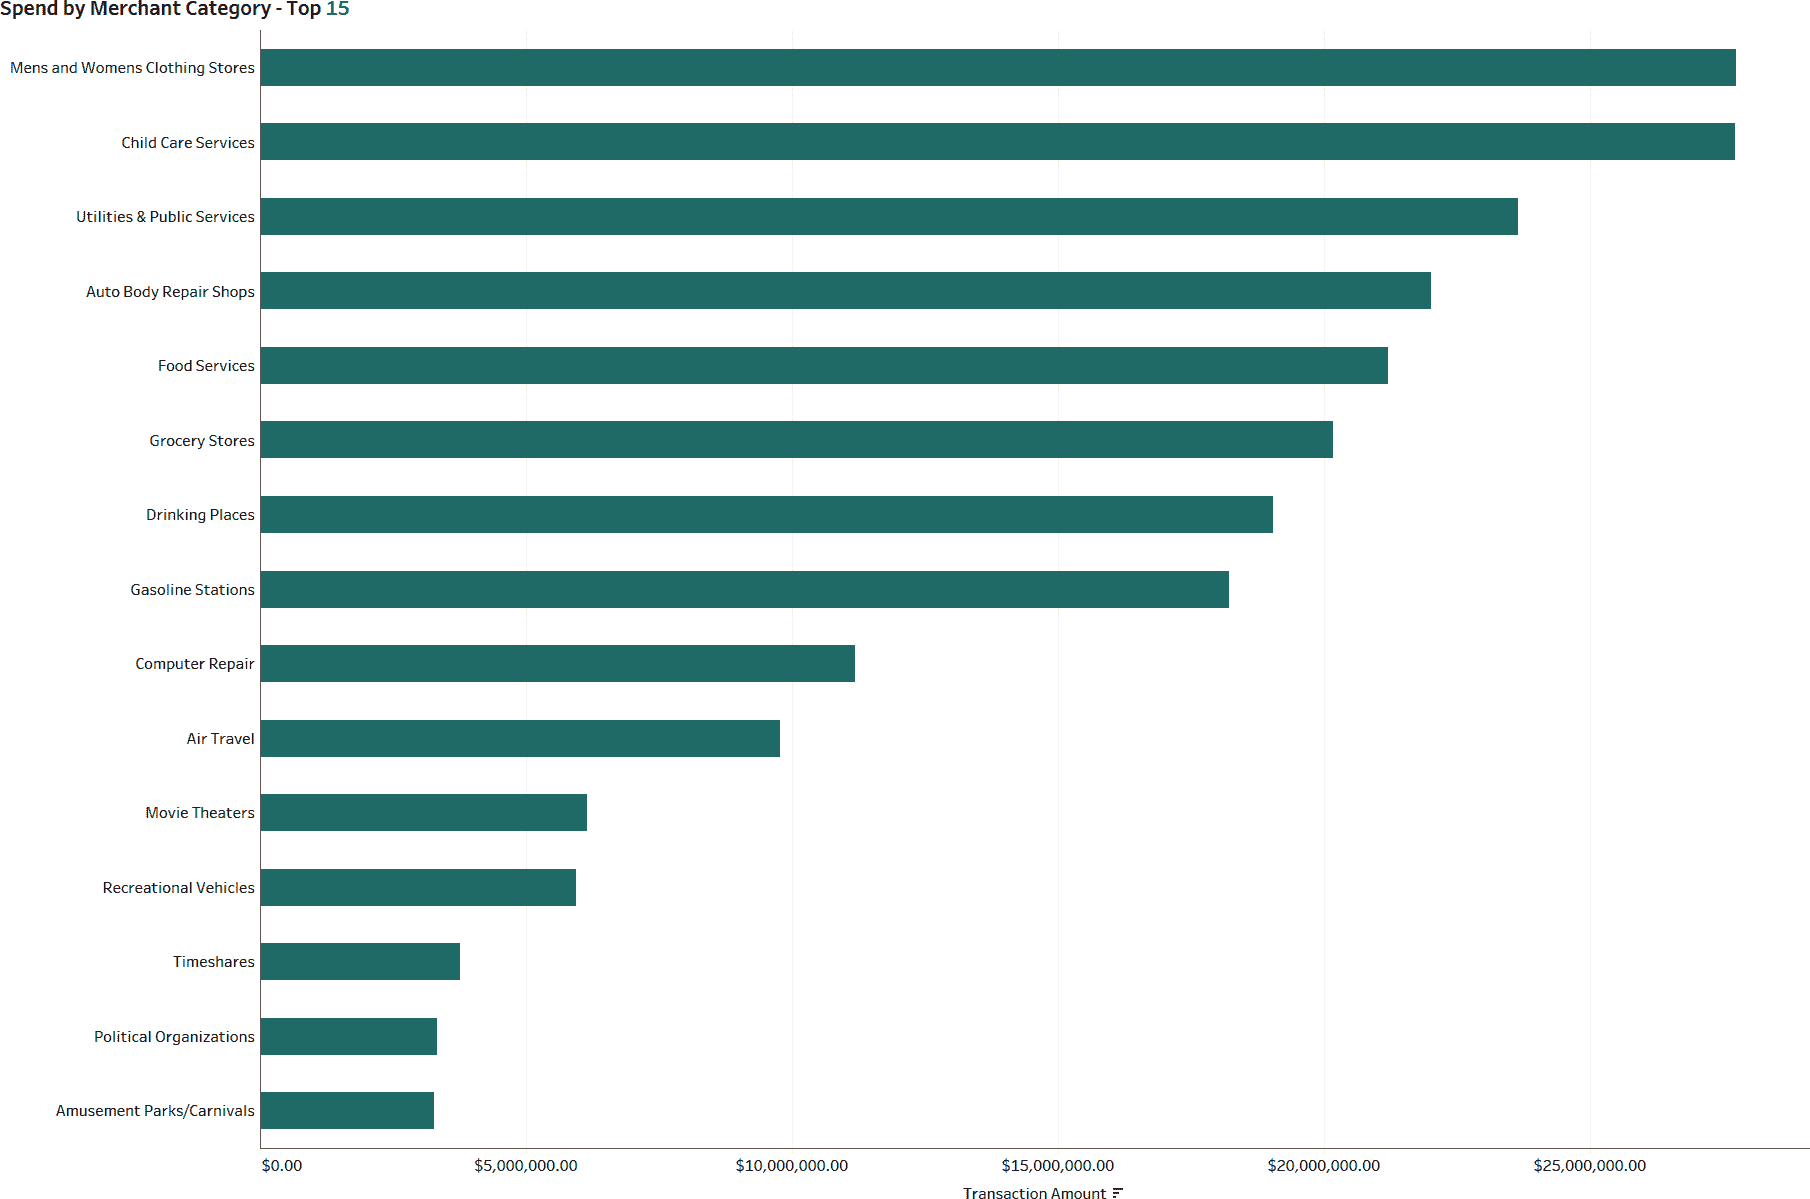 Spend by Merchant Category - Top 15
Mens and Womens Clothing Stores
Child Care Services
Utilities & Public Services
Auto Body Repair Shops
Food Services
Grocery Stores
Drinking Places
Gasoline Stations
Computer Repair
Air Travel
Movie Theaters
Recreational Vehicles
Timeshares
Political Organizations
Amusement Parks/Carnivals
$0.00 $5,000,000.00 $10,000,000.00 $15,000,000.00 $20,000,000.00 $25,000,000.00
Transaction Amount